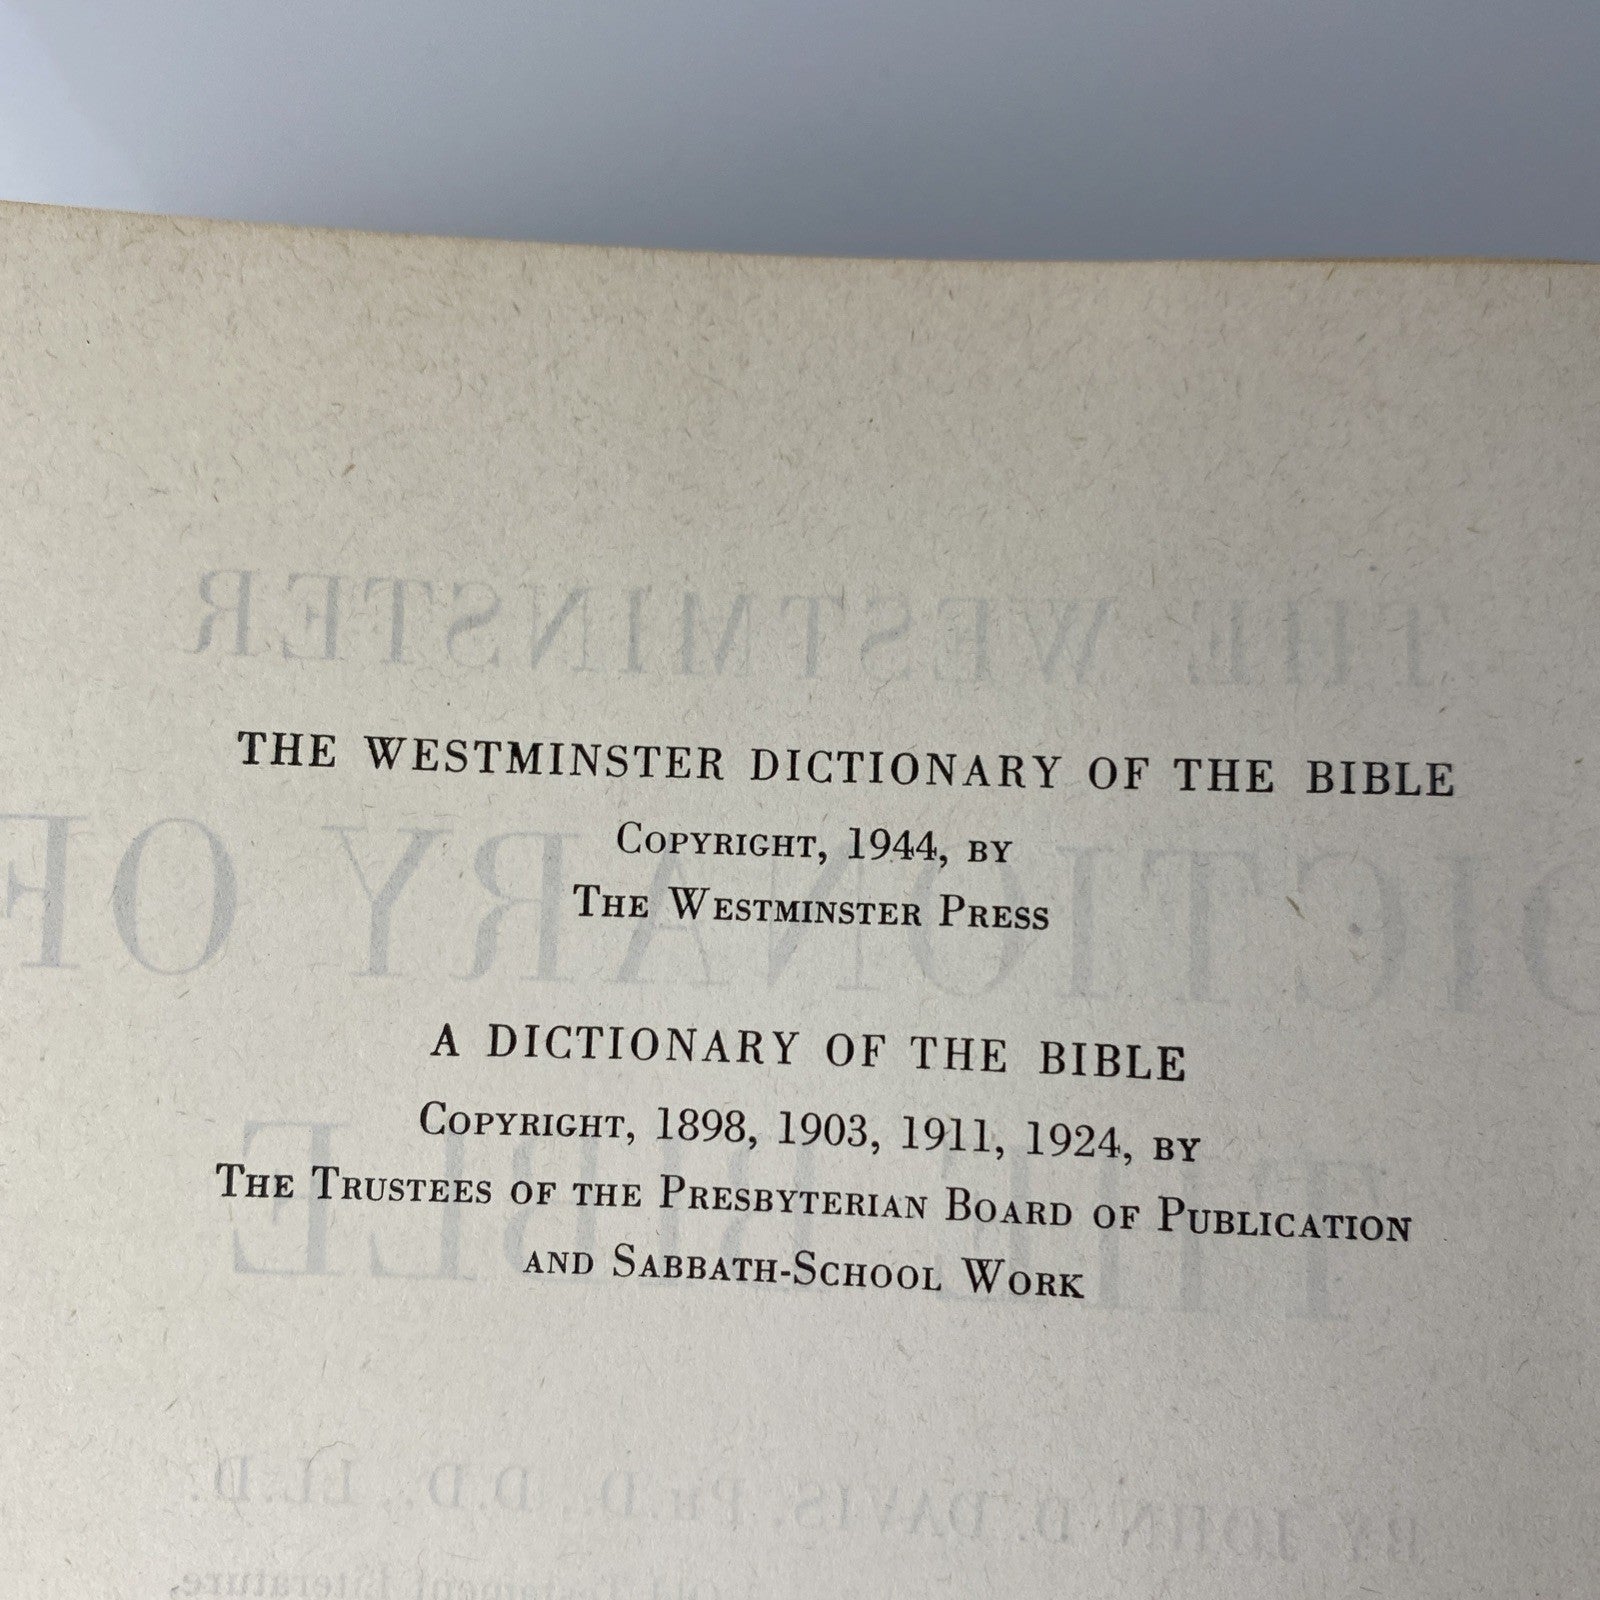 THE WESTMINSTER DICTIONARY OF THE BIBLE
COPYRIGHT, 1944, BY
THE WESTMINSTER PRESS
A DICTIONARY OF THE BIBLE
COPYRIGHT, 1898, 1903, 1911, 1924, BY
THE TRUSTEES OF THE PRESBYTERIAN BOARD OF PUBLICATION
AND SABBATH-SCHOOL WORK